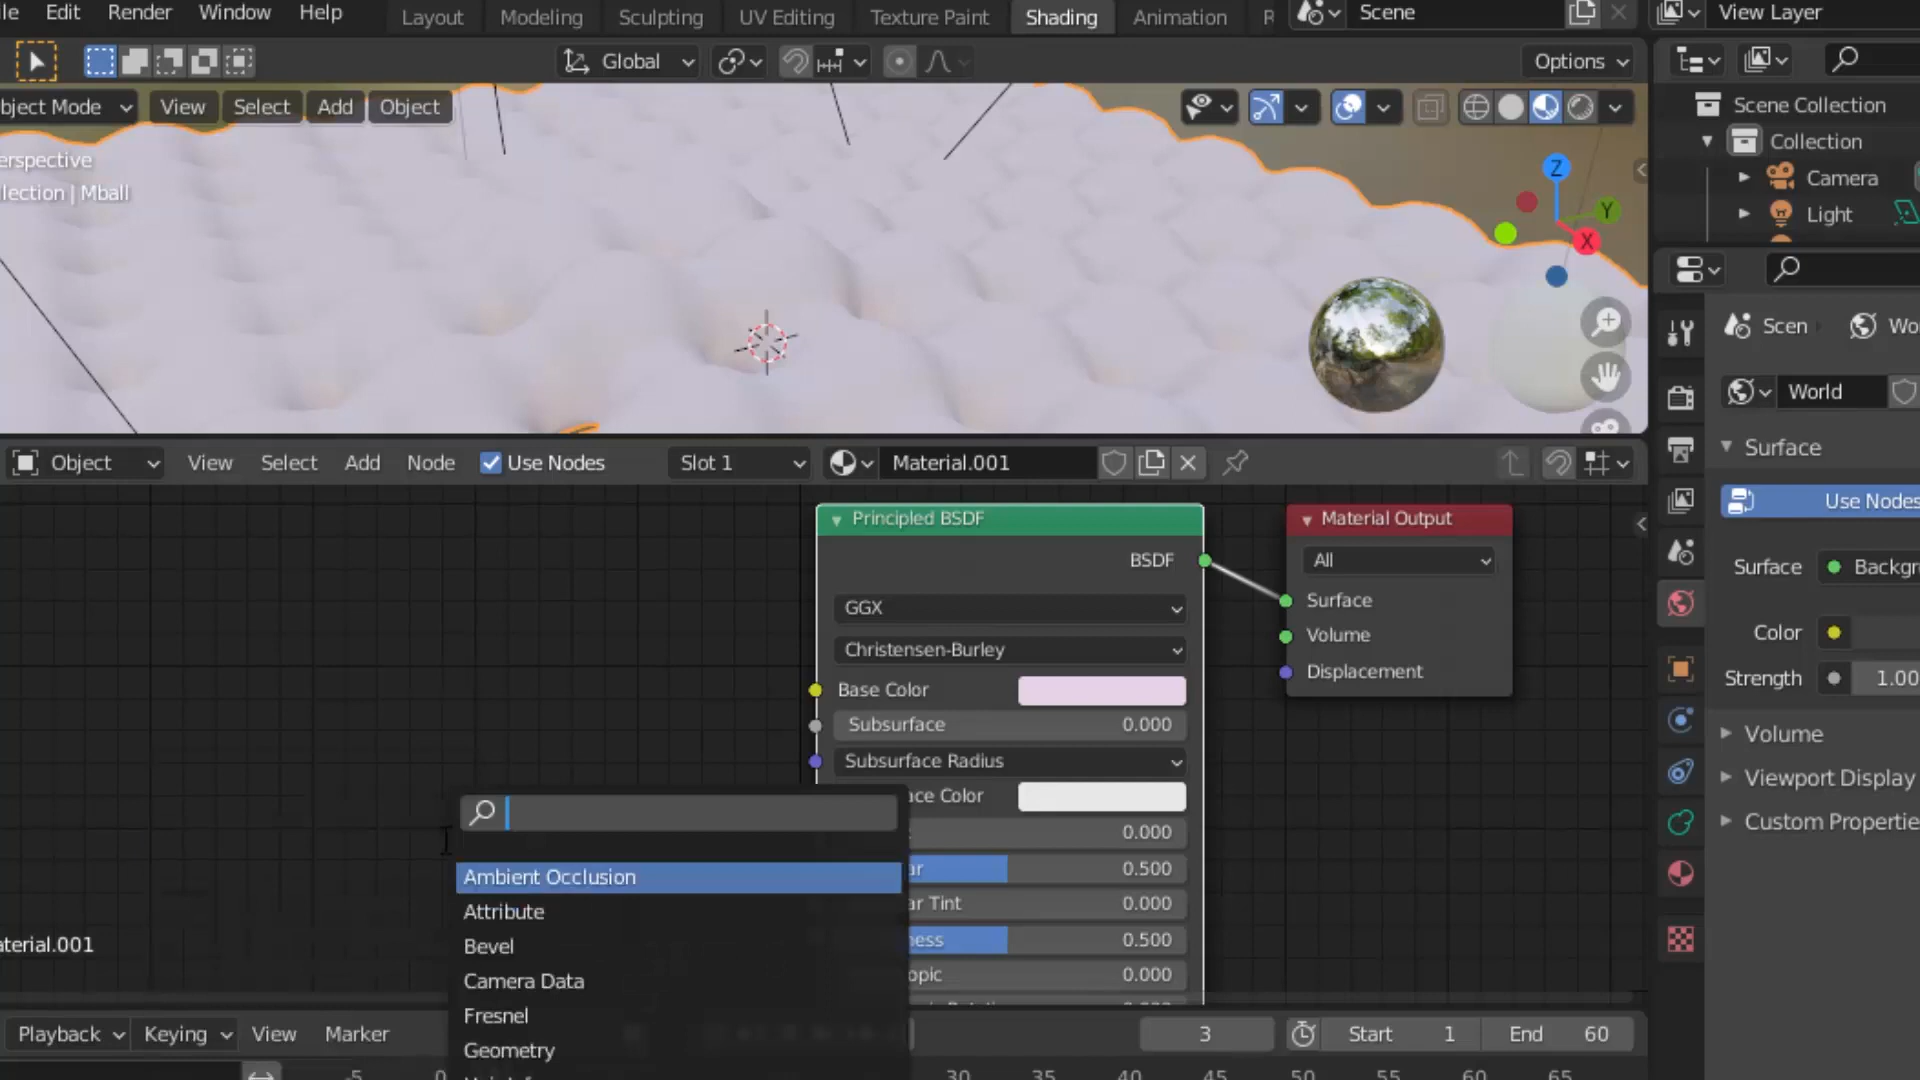 le Edit Render Window Help Layout Modeling Sculpting UV Editing Texture Paint Shading Animation R Scene View Layer
Global Options
bject Mode View Select Add Object
Scene Collection
erspective
Collection
lection | Mball
Camera
Light
Z
Y
X
Scen Wo
World
Surface
Object View Select Add Node Use Nodes Slot 1 Material.001
Use Nodes
Principled BSDF
Material Output
BSDF
All
Surface Backgr
GGX
Surface
Volume
Christensen-Burley
Displacement
Color
Base Color
Strength 1.00
Subsurface 0.000
Subsurface Radius
Volume
ace Color
Viewport Display
0.000
Custom Propertie
Ambient Occlusion
ar 0.500
Attribute
ar Tint 0.000
Bevel
ness 0.500
aterial.001
Camera Data
opic 0.000
Fresnel
Geometry
Playback Keying View Marker 3 Start 1 End 60
-5 0 30 35 40 45 50 55 60 65